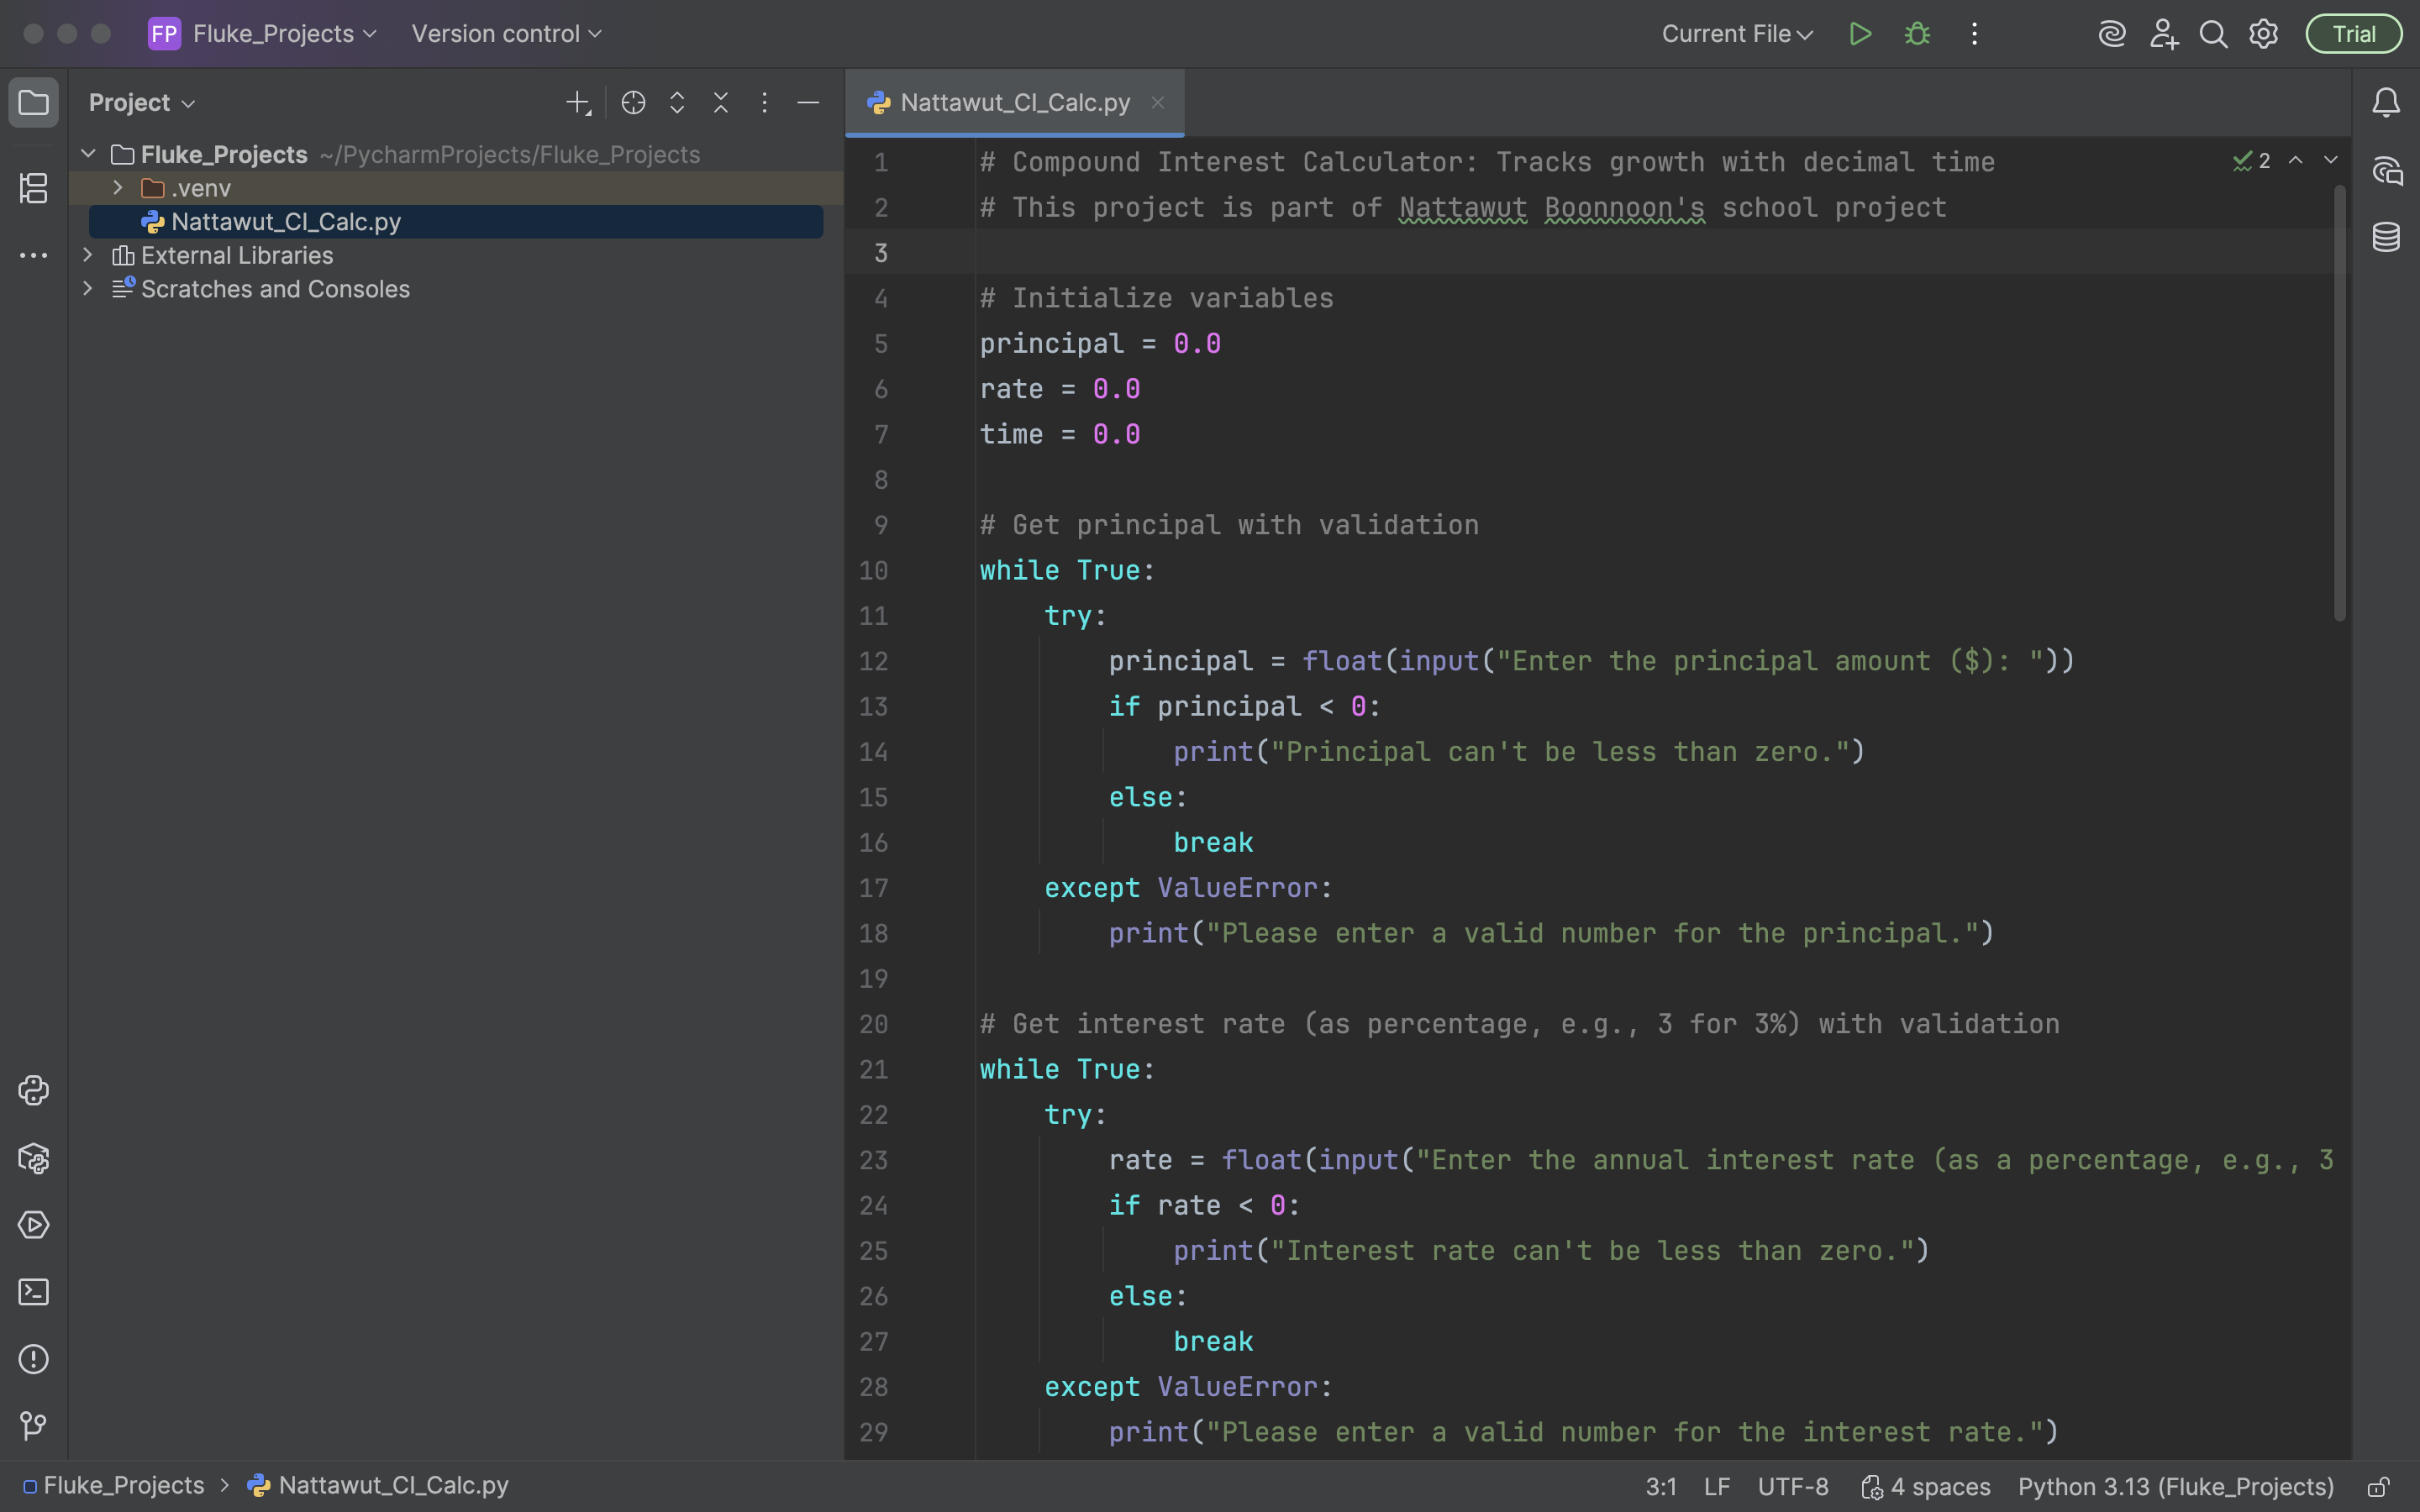 FP Fluke_Projects Version control Current File Trial
Project
Fluke_Projects ~/PycharmProjects/Fluke_Projects
.venv
Nattawut_CI_Calc.py
External Libraries
Scratches and Consoles
Nattawut_CI_Calc.py
2
1 # Compound Interest Calculator: Tracks growth with decimal time
2 # This project is part of Nattawut Boonnoon's school project
3
4 # Initialize variables
5 principal = 0.0
6 rate = 0.0
7 time = 0.0
8
9 # Get principal with validation
10 while True:
11 try:
12 principal = float(input("Enter the principal amount ($): "))
13 if principal < 0:
14 print("Principal can't be less than zero.")
15 else:
16 break
17 except ValueError:
18 print("Please enter a valid number for the principal.")
19
20 # Get interest rate (as percentage, e.g., 3 for 3%) with validation
21 while True:
22 try:
23 rate = float(input("Enter the annual interest rate (as a percentage, e.g., 3
24 if rate < 0:
25 print("Interest rate can't be less than zero.")
26 else:
27 break
28 except ValueError:
29 print("Please enter a valid number for the interest rate.")
Fluke_Projects Nattawut_CI_Calc.py 3:1 LF UTF-8 4 spaces Python 3.13 (Fluke_Projects)